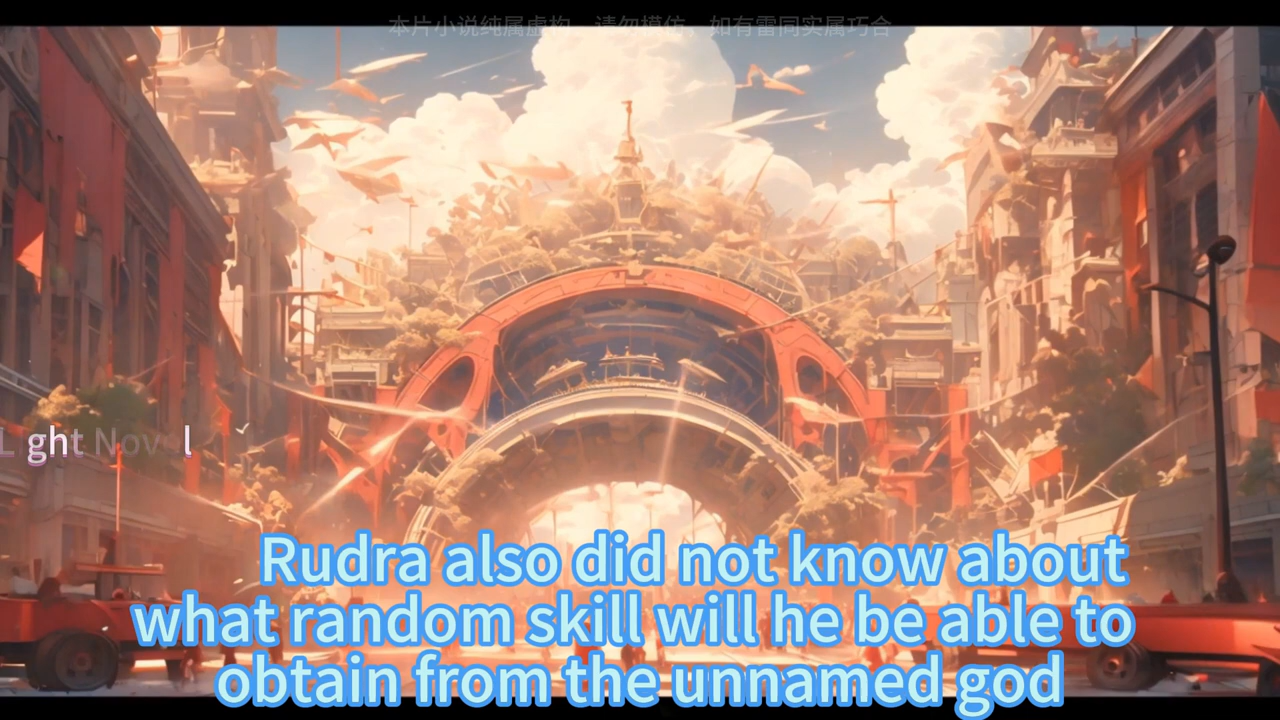 本片小说纯属虚构，请勿模仿。如有雷同实属巧合
L ght Nov l
Rudra also did not know about
what random skill will he be able to
obtain from the unnamed god